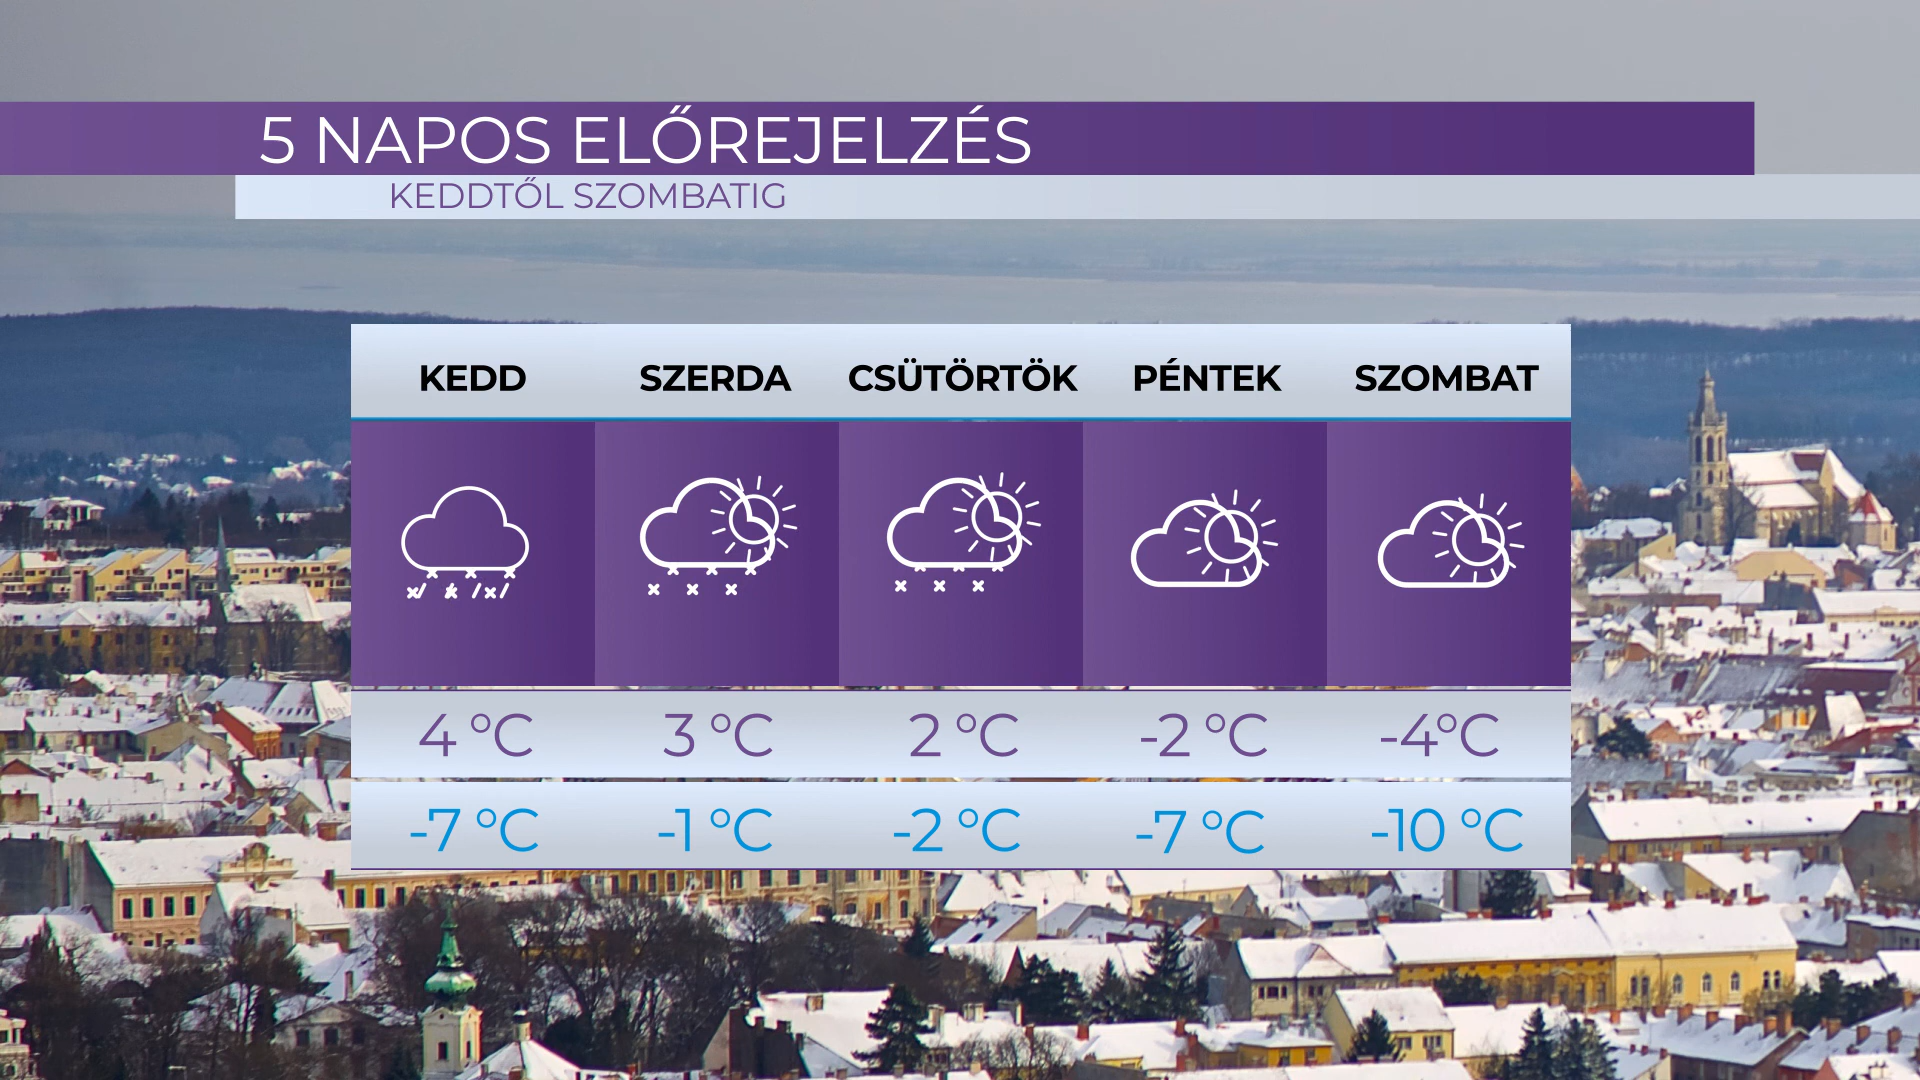 5 NAPOS ELŐREJELZÉS
KEDDTŐL SZOMBATIG
KEDD SZERDA CSÜTÖRTÖK PÉNTEK SZOMBAT
4 °C 3 °C 2 °C -2 °C -4°C
-7 °C -1 °C -2 °C -7 °C -10 °C